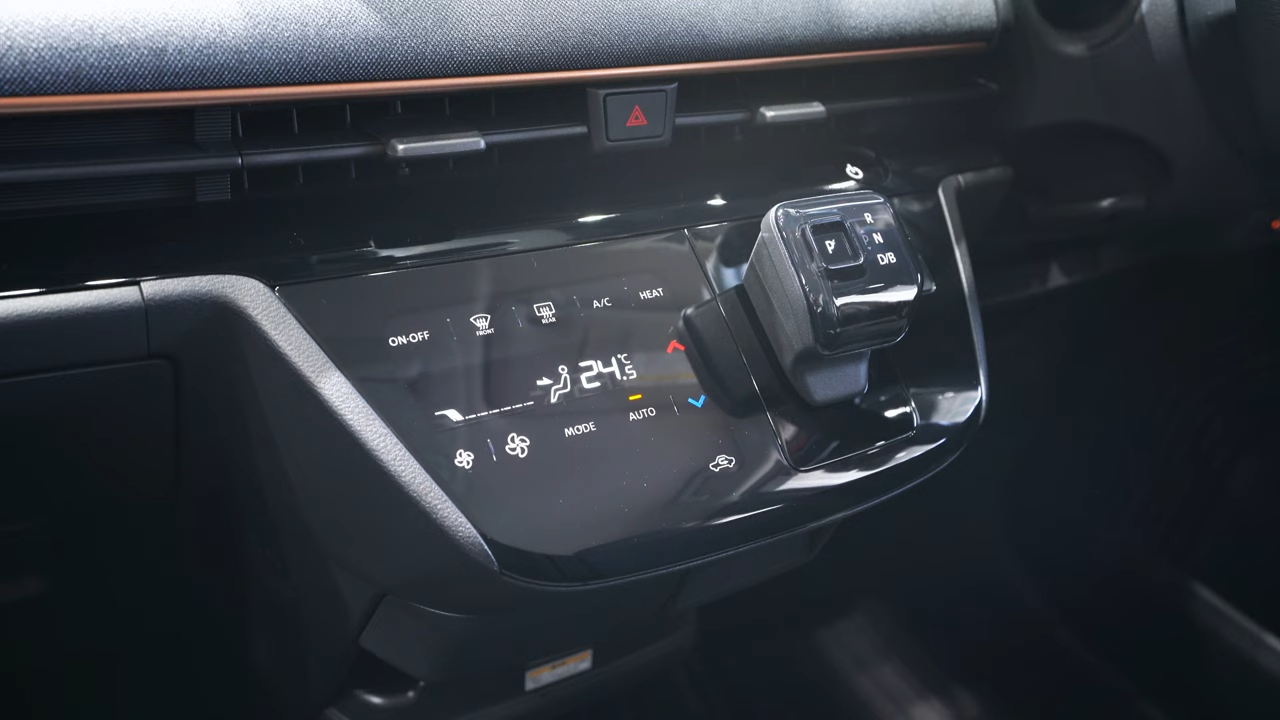 R
P
N
D/B
ON·OFF
FRONT
REAR
A/C
HEAT
24.5°C
MODE
AUTO